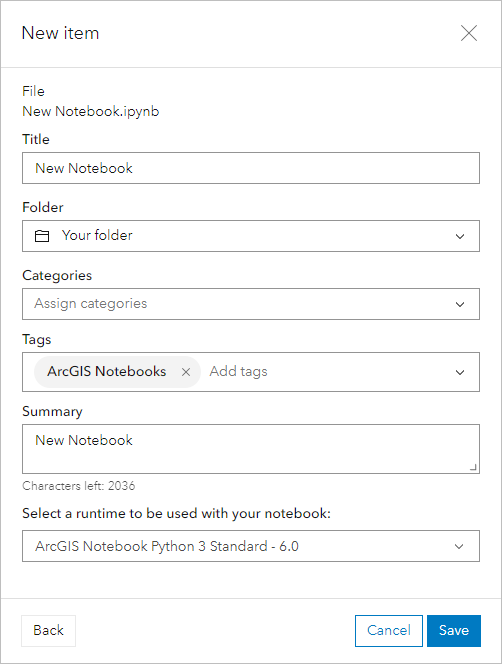 New item
File
New Notebook.ipynb
Title
New Notebook
Folder
Your folder
Categories
Assign categories
Tags
ArcGIS Notebooks Add tags
Summary
New Notebook
Characters left: 2036
Select a runtime to be used with your notebook:
ArcGIS Notebook Python 3 Standard - 6.0
Back Cancel Save